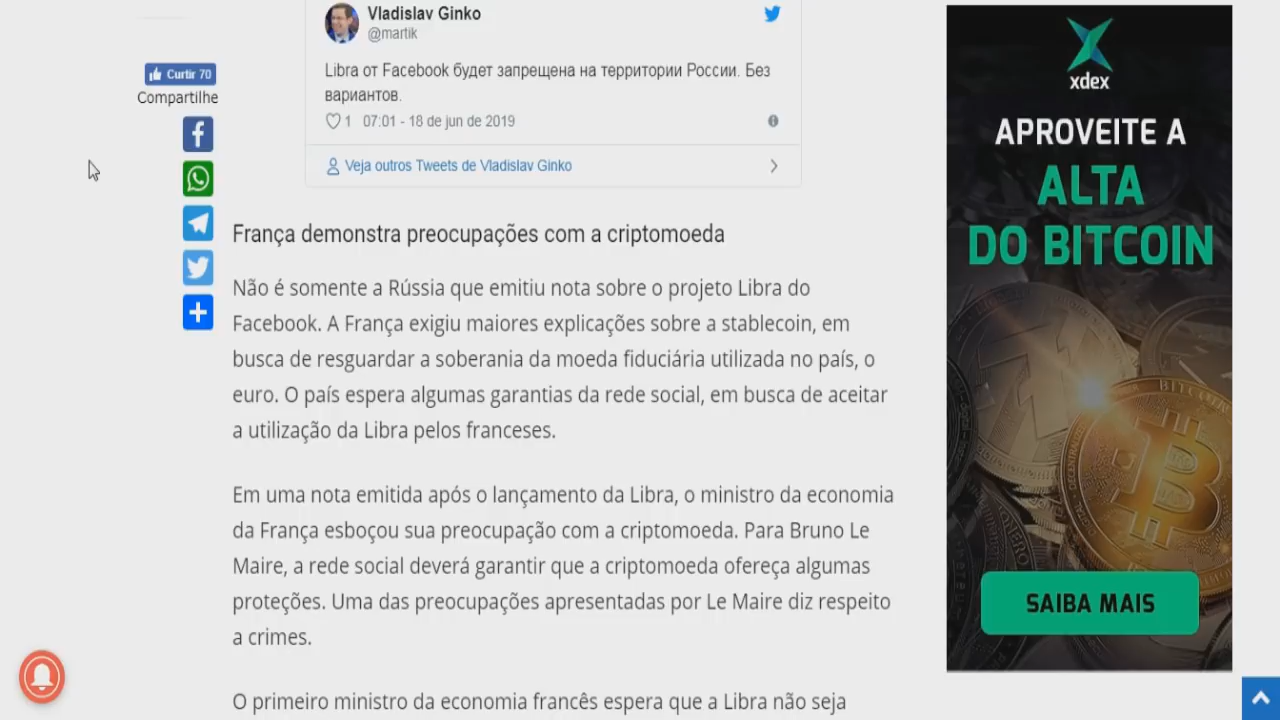 Vladislav Ginko
@martik
Libra от Facebook будет запрещена на территории России. Без
вариантов.
1 07:01 - 18 de jun de 2019
Veja outros Tweets de Vladislav Ginko
Curtir 70
Compartilhe
França demonstra preocupações com a criptomoeda
Não é somente a Rússia que emitiu nota sobre o projeto Libra do
Facebook. A França exigiu maiores explicações sobre a stablecoin, em
busca de resguardar a soberania da moeda fiduciária utilizada no país, o
euro. O país espera algumas garantias da rede social, em busca de aceitar
a utilização da Libra pelos franceses.
Em uma nota emitida após o lançamento da Libra, o ministro da economia
da França esboçou sua preocupação com a criptomoeda. Para Bruno Le
Maire, a rede social deverá garantir que a criptomoeda ofereça algumas
proteções. Uma das preocupações apresentadas por Le Maire diz respeito
a crimes.
O primeiro ministro da economia francês espera que a Libra não seja
xdex
APROVEITE A
ALTA
DO BITCOIN
BITCOIN
SAIBA MAIS